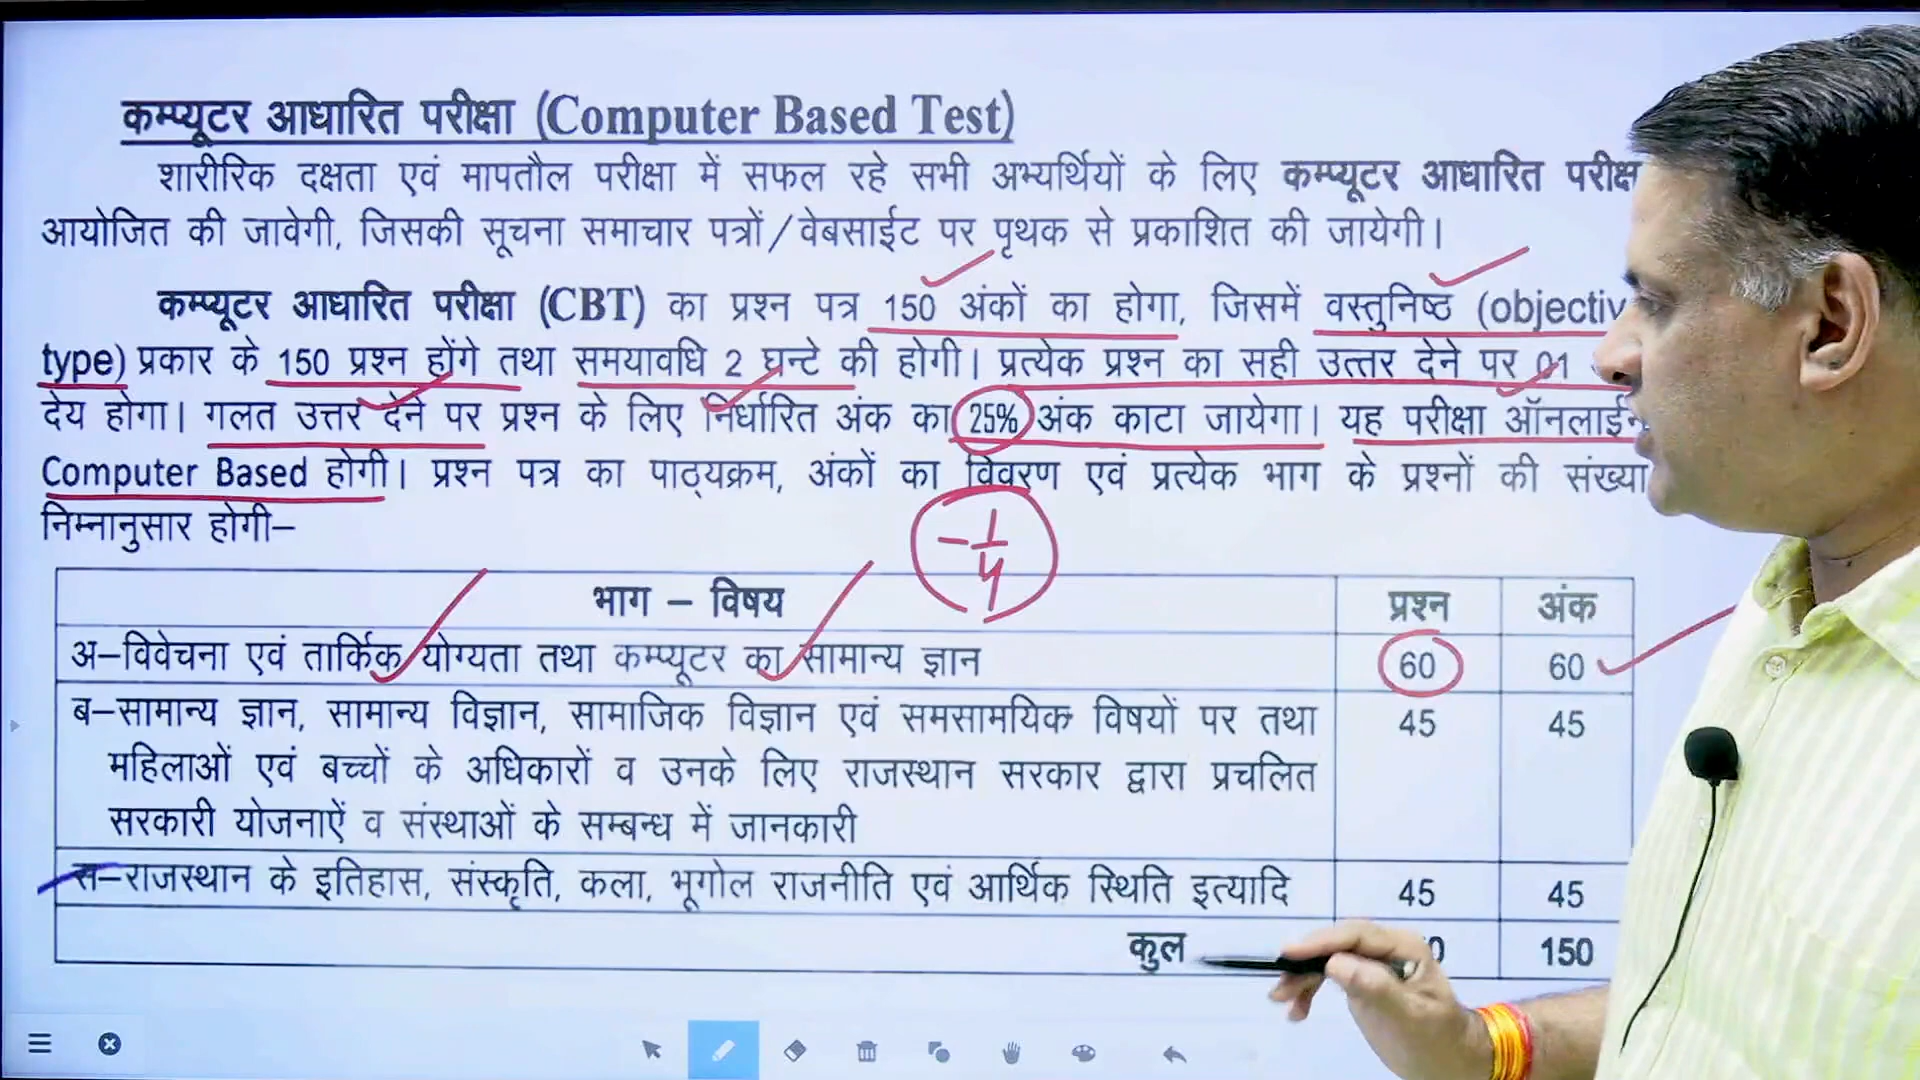 कम्प्यूटर आधारित परीक्षा (Computer Based Test)
शारीरिक दक्षता एवं मापतौल परीक्षा में सफल रहे सभी अभ्यर्थियों के लिए कम्प्यूटर आधारित
आयोजित की जावेगी, जिसकी सूचना समाचार पत्रों/वेबसाईट पर पृथक से प्रकाशित की जायेगी।
कम्प्यूटर आधारित परीक्षा (CBT) का प्रश्न पत्र 150 अंकों का होगा, जिसमें वस्तुनिष्ठ (objectiv
type) प्रकार के 150 प्रश्न होंगे तथा समयावधि 2 घन्टे की होगी। प्रत्येक प्रश्न का सही उत्तर देने पर 01
देय होगा। गलत उत्तर देने पर प्रश्न के लिए निर्धारित अंक का 25% अंक काटा जायेगा। यह परीक्षा ऑनलाईन
Computer Based होगी। प्रश्न पत्र का पाठ्यक्रम, अंकों का विवरण एवं प्रत्येक भाग के प्रश्नों की संख्या
निम्नानुसार होगी–
-1/4
भाग – विषय प्रश्न अंक
अ–विवेचना एवं तार्किक योग्यता तथा कम्प्यूटर का सामान्य ज्ञान 60 60
ब–सामान्य ज्ञान, सामान्य विज्ञान, सामाजिक विज्ञान एवं समसामयिक विषयों पर तथा 45 45
महिलाओं एवं बच्चों के अधिकारों व उनके लिए राजस्थान सरकार द्वारा प्रचलित
सरकारी योजनाऐं व संस्थाओं के सम्बन्ध में जानकारी
स–राजस्थान के इतिहास, संस्कृति, कला, भूगोल राजनीति एवं आर्थिक स्थिति इत्यादि 45 45
कुल 150